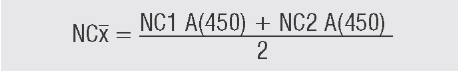 NCx̅ = NC1 A(450) + NC2 A(450)
2